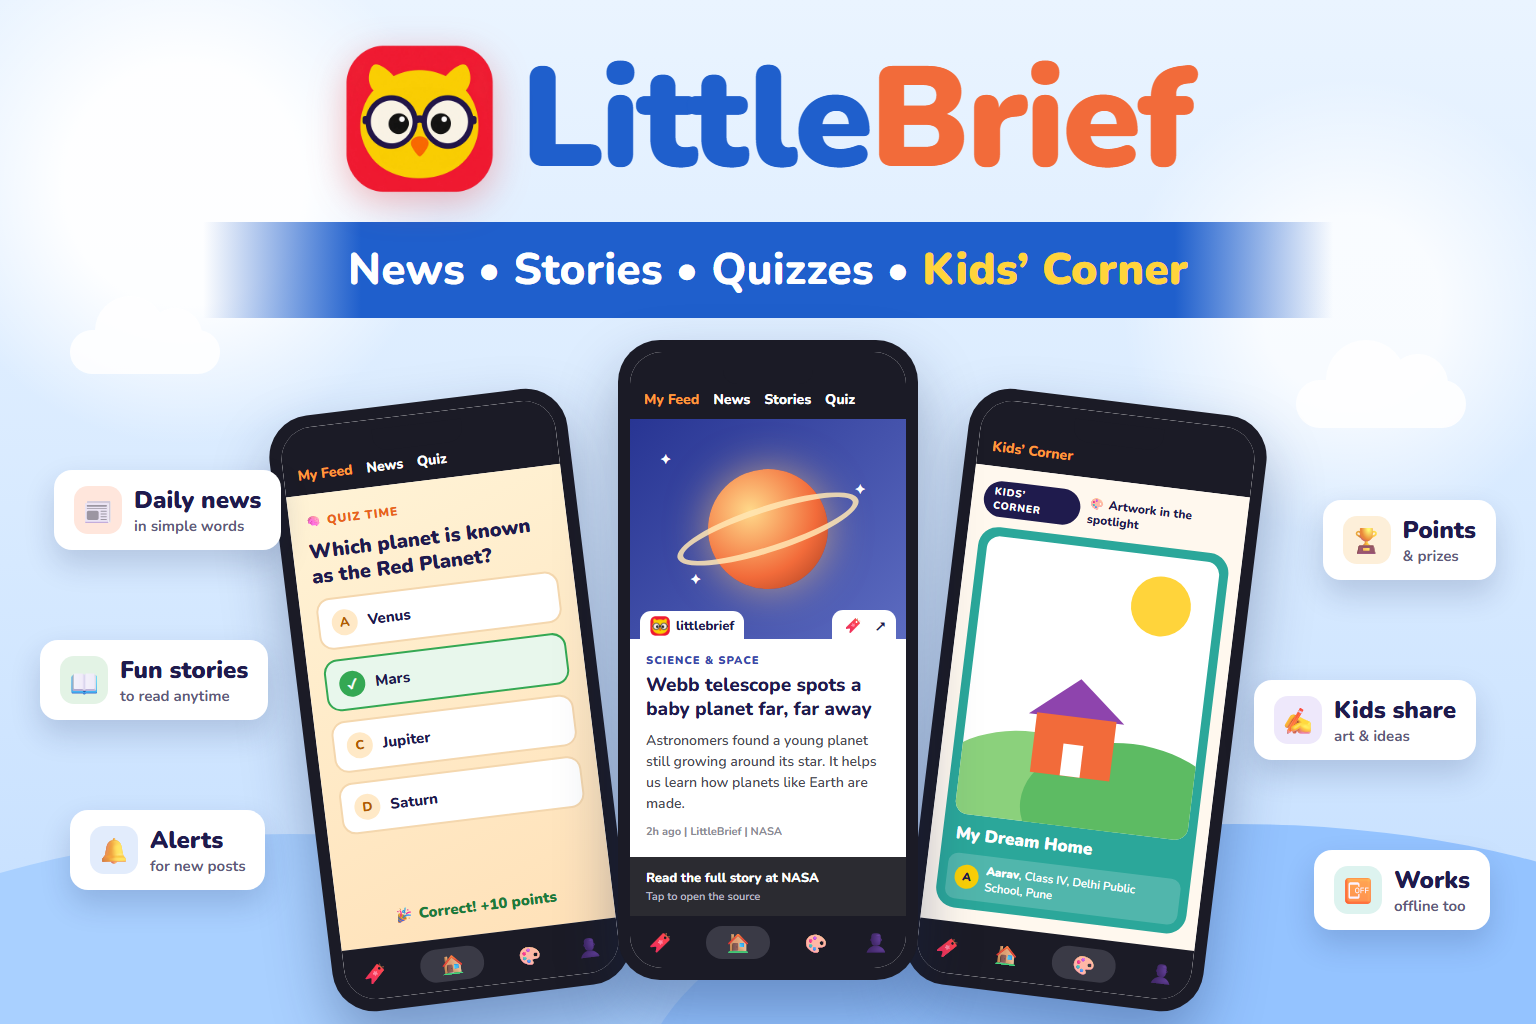 LittleBrief
News • Stories • Quizzes • Kids’ Corner
My Feed News Quiz
QUIZ TIME
Which planet is known
as the Red Planet?
A Venus
✓ Mars
C Jupiter
D Saturn
Correct! +10 points
My Feed News Stories Quiz
littlebrief
SCIENCE & SPACE
Webb telescope spots a
baby planet far, far away
Astronomers found a young planet
still growing around its star. It helps
us learn how planets like Earth are
made.
2h ago | LittleBrief | NASA
Read the full story at NASA
Tap to open the source
Kids’ Corner
KIDS’
CORNER
Artwork in the
spotlight
My Dream Home
A
Aarav, Class IV, Delhi Public
School, Pune
Daily news
in simple words
Fun stories
to read anytime
Alerts
for new posts
Points
& prizes
Kids share
art & ideas
OFF
Works
offline too